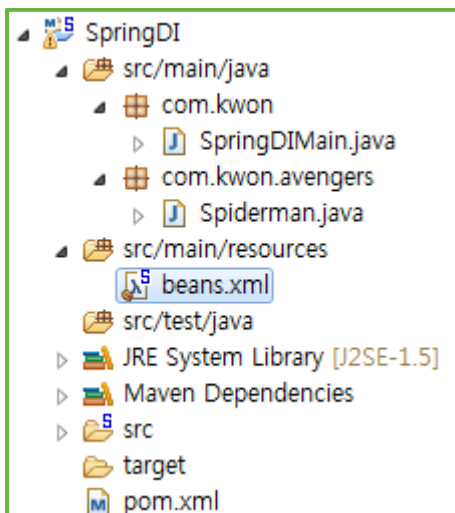 SpringDI
src/main/java
com.kwon
SpringDIMain.java
com.kwon.avengers
Spiderman.java
src/main/resources
beans.xml
src/test/java
JRE System Library [J2SE-1.5]
Maven Dependencies
src
target
pom.xml